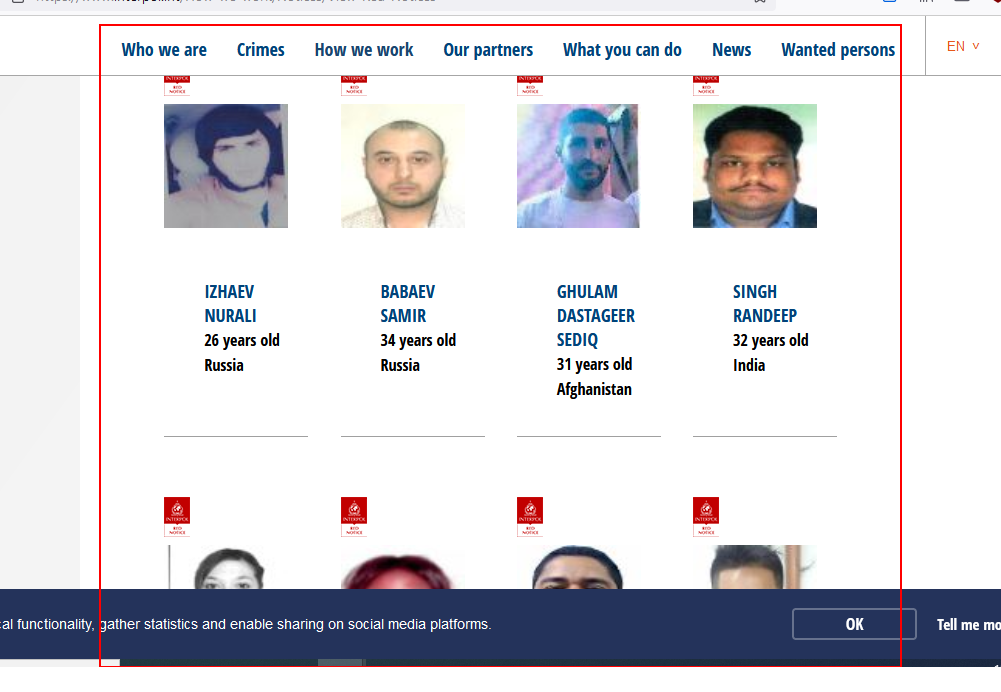 Who we are Crimes How we work Our partners What you can do News Wanted persons EN
INTERPOL INTERPOL INTERPOL INTERPOL
RED RED RED RED
NOTICE NOTICE NOTICE NOTICE
IZHAEV
NURALI
26 years old
Russia
BABAEV
SAMIR
34 years old
Russia
GHULAM
DASTAGEER
SEDIQ
31 years old
Afghanistan
SINGH
RANDEEP
32 years old
India
INTERPOL INTERPOL INTERPOL INTERPOL
RED RED RED RED
NOTICE NOTICE NOTICE NOTICE
al functionality, gather statistics and enable sharing on social media platforms.
OK
Tell me mo